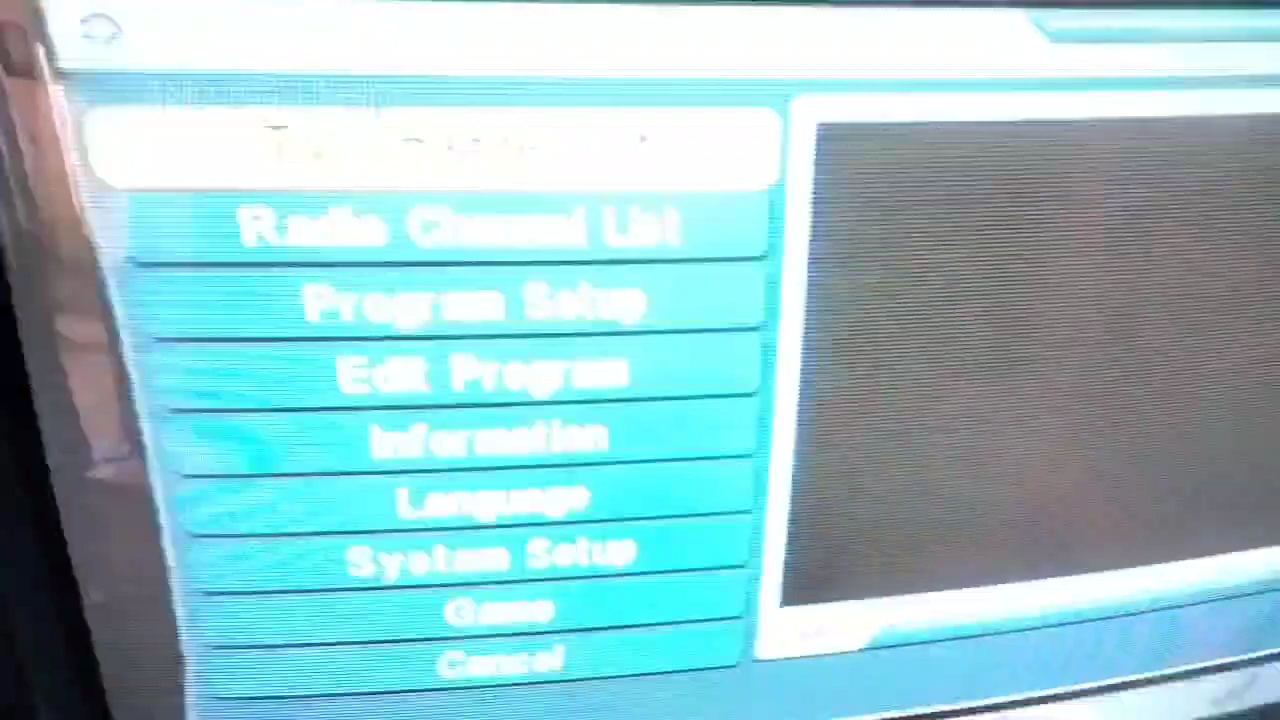 Radio Channel List
Program Setup
Edit Program
Information
Language
System Setup
Game
Cancel